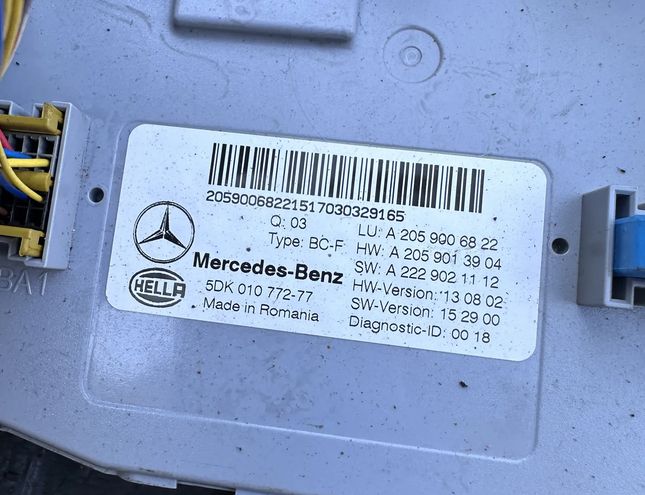 20590068221517030329165
Q: 03
Type: BC-F
LU: A 205 900 68 22
HW: A 205 901 39 04
SW: A 222 902 11 12
HW-Version: 13 08 02
SW-Version: 15 29 00
Diagnostic-ID: 00 18
Mercedes-Benz
HELLA
5DK 010 772-77
Made in Romania
BA1